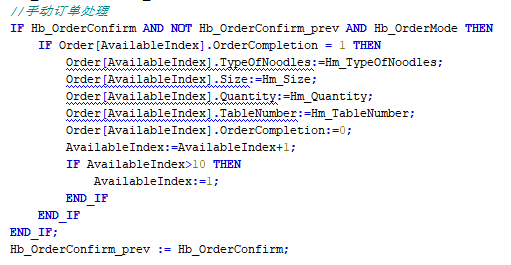 //手动订单处理
IF Hb_OrderConfirm AND NOT Hb_OrderConfirm_prev AND Hb_OrderMode THEN
    IF Order[AvailableIndex].OrderCompletion = 1 THEN
        Order[AvailableIndex].TypeOfNoodles:=Hm_TypeOfNoodles;
        Order[AvailableIndex].Size:=Hm_Size;
        Order[AvailableIndex].Quantity:=Hm_Quantity;
        Order[AvailableIndex].TableNumber:=Hm_TableNumber;
        Order[AvailableIndex].OrderCompletion:=0;
        AvailableIndex:=AvailableIndex+1;
        IF AvailableIndex>10 THEN
            AvailableIndex:=1;
        END_IF
    END_IF
END_IF;
Hb_OrderConfirm_prev := Hb_OrderConfirm;